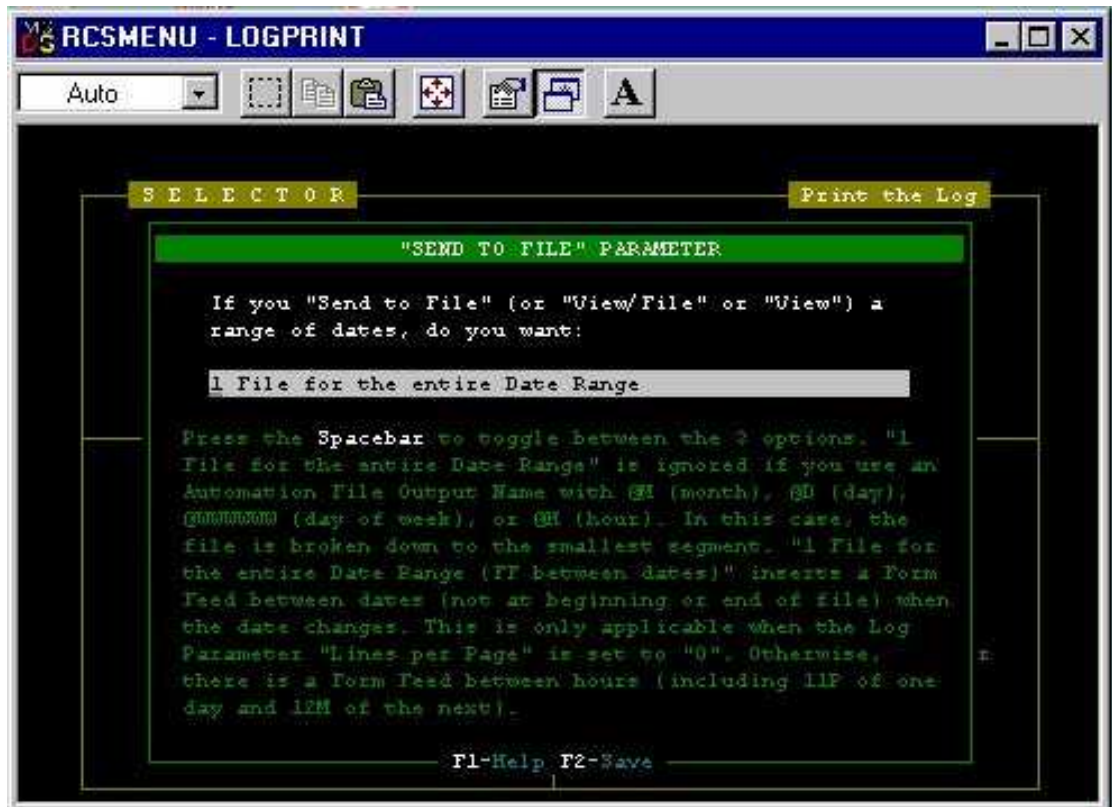 RCSMENU - LOGPRINT
Auto
A
S E L E C T O R
Print the Log
"SEND TO FILE" PARAMETER
If you "Send to File" (or "View/File" or "View") a
range of dates, do you want:
1 File for the entire Date Range
Press the Spacebar to toggle between the 3 options. "1
File for the entire Date Range" is ignored if you use an
Automation File Output Name with @M (month), @D (day),
(day of week), or @H (hour). In this case, the
file is broken down to the smallest segment. "1 File for
the entire Date Range (FF between dates)" inserts a Form
Feed between dates (not at beginning or end of file) when
the date changes. This is only applicable when the Log
Parameter "Lines per Page" is set to "0". Otherwise,
there is a Form Feed between hours (including 11P of one
day and 12M of the next).
r
F1-Help F2-Save